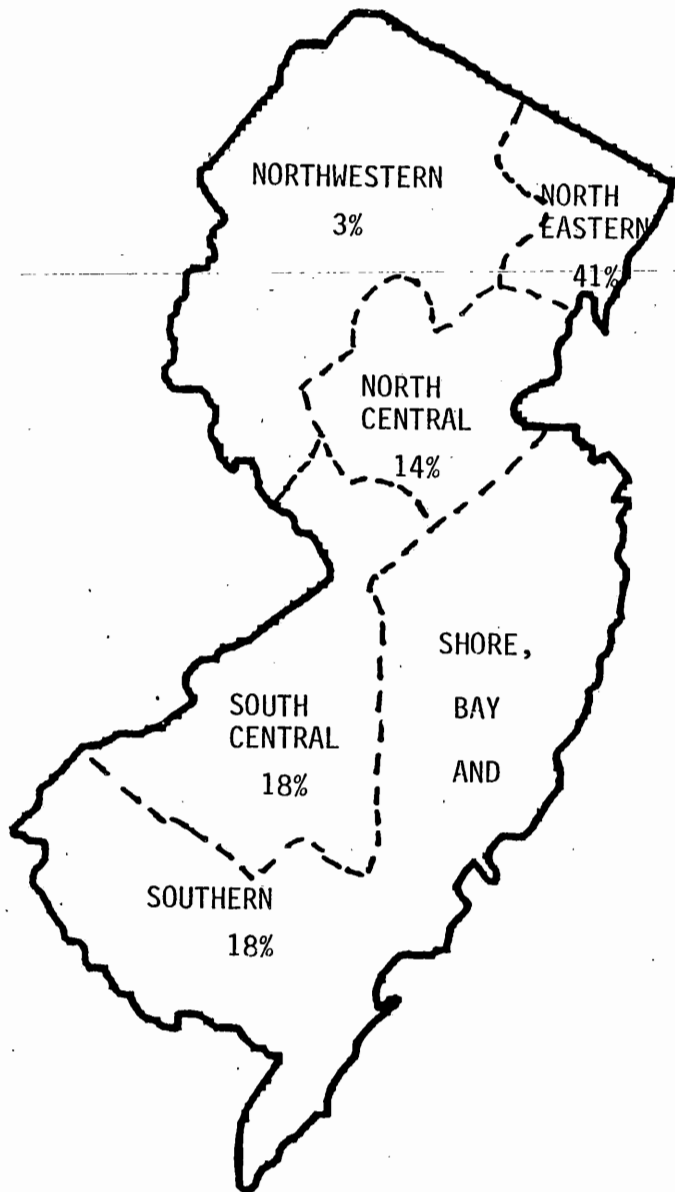 NORTHWESTERN
3%
NORTH
EASTERN
41%
NORTH
CENTRAL
14%
SHORE,
BAY
AND
SOUTH
CENTRAL
18%
SOUTHERN
18%